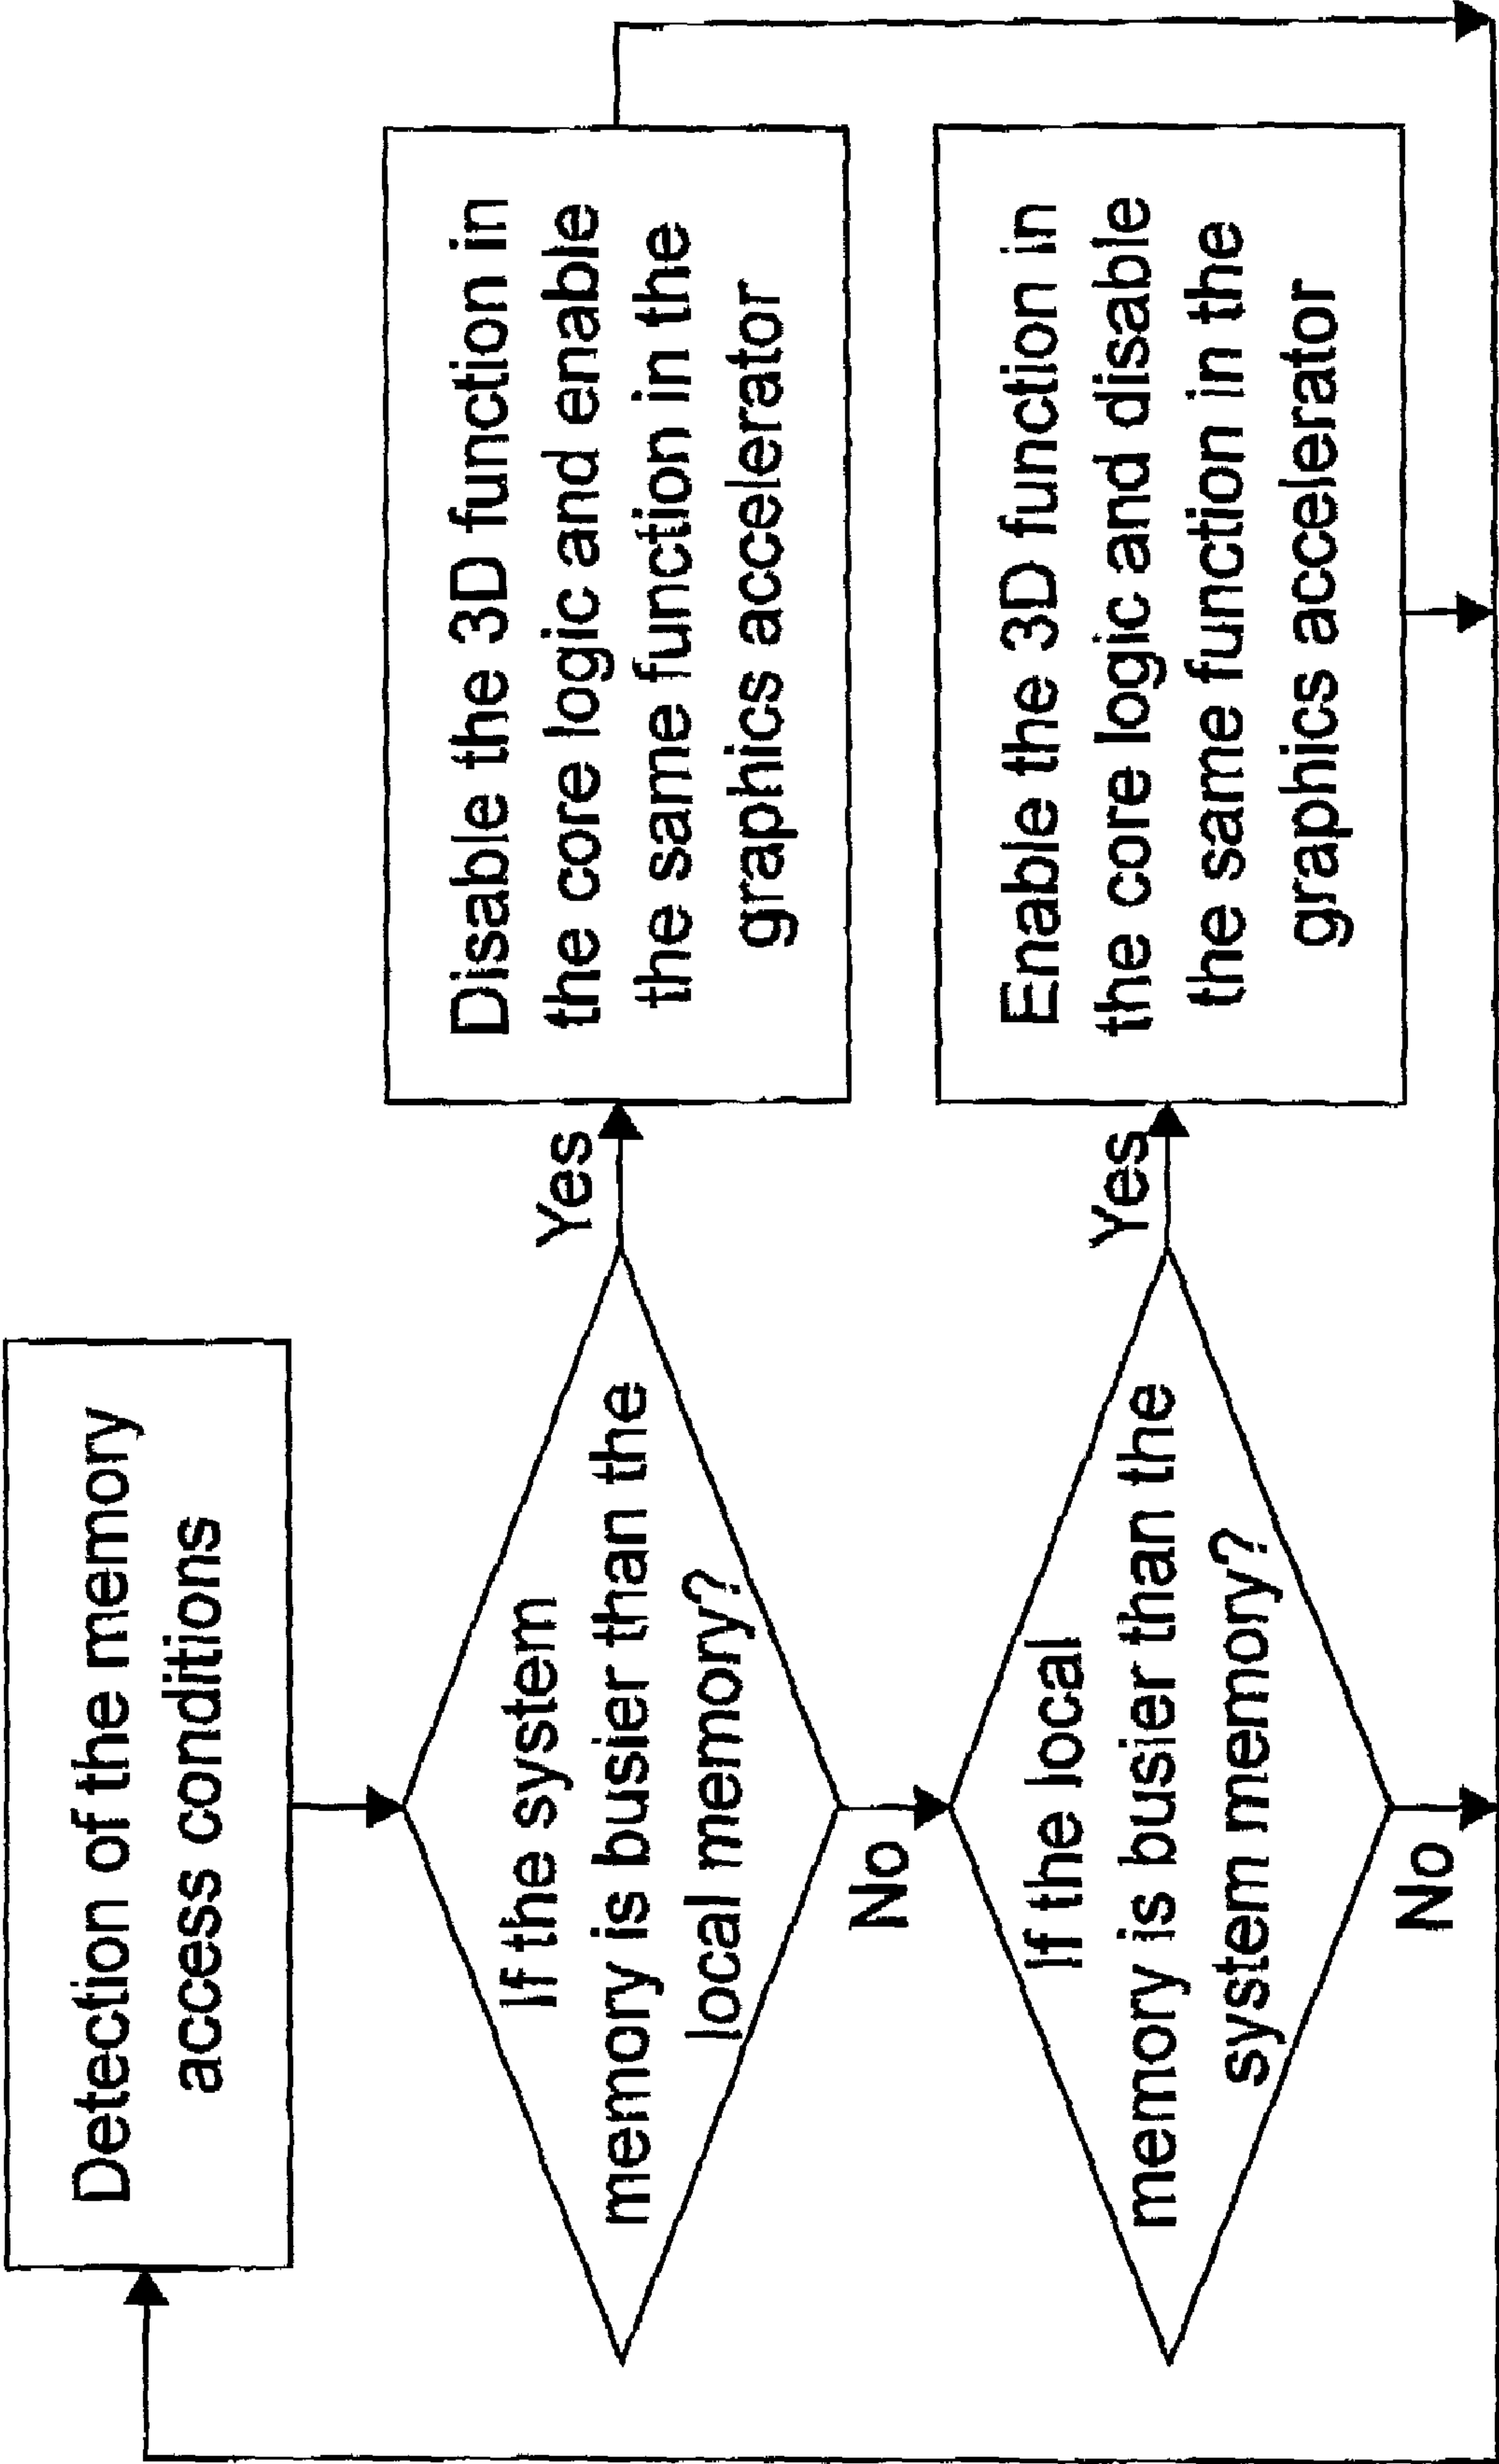 Detection of the memory
access conditions
If the system
memory is busier than the
local memory?
Yes
Disable the 3D function in
the core logic and enable
the same function in the
graphics accelerator
No
If the local
memory is busier than the
system memory?
Yes
Enable the 3D function in
the core logic and disable
the same function in the
graphics accelerator
No